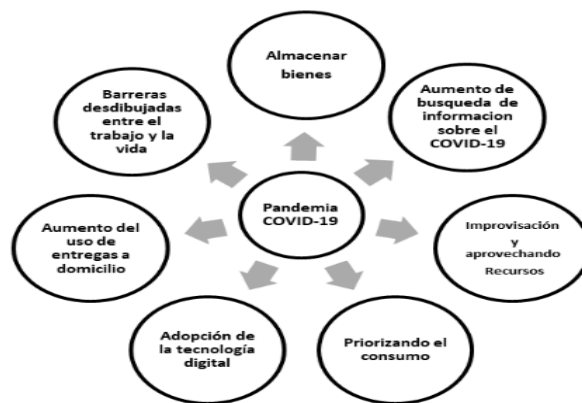 Almacenar
bienes
Aumento de
busqueda de
informacion
sobre el
COVID-19
Improvisación
y
aprovechando
Recursos
Priorizando el
consumo
Adopción de
la tecnología
digital
Aumento del
uso de
entregas a
domicilio
Barreras
desdibujadas
entre el
trabajo y la
vida
Pandemia
COVID-19